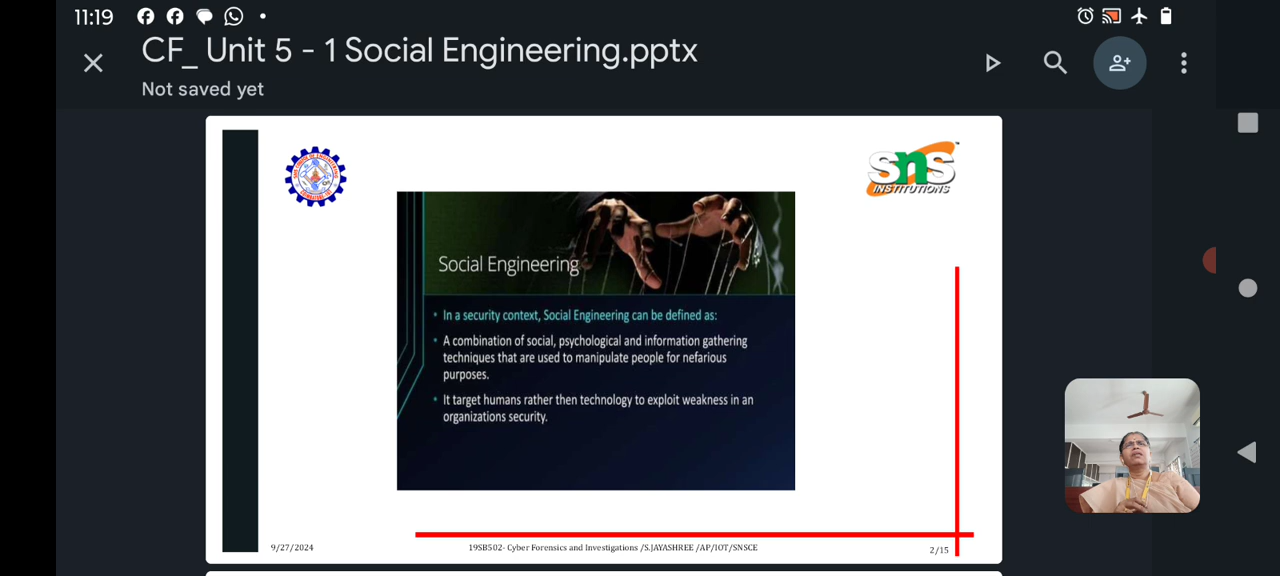 11:19
CF_ Unit 5 - 1 Social Engineering.pptx
Not saved yet
SnS
INSTITUTIONS
Social Engineering
• In a security context, Social Engineering can be defined as:
• A combination of social, psychological and information gathering
techniques that are used to manipulate people for nefarious
purposes.
• It target humans rather then technology to exploit weakness in an
organizations security.
9/27/2024
19SB502- Cyber Forensics and Investigations /S.JAYASHREE /AP/IOT/SNSCE
2/15